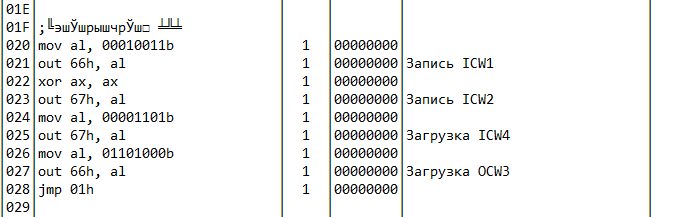 01E
01F ;╚эшЎшрышчрЎш□ ╩╩╩
020 mov al, 00010011b 1 00000000
021 out 66h, al 1 00000000 Запись ICW1
022 xor ax, ax 1 00000000
023 out 67h, al 1 00000000 Запись ICW2
024 mov al, 00001101b 1 00000000
025 out 67h, al 1 00000000 Загрузка ICW4
026 mov al, 01101000b 1 00000000
027 out 66h, al 1 00000000 Загрузка OCW3
028 jmp 01h 1 00000000
029